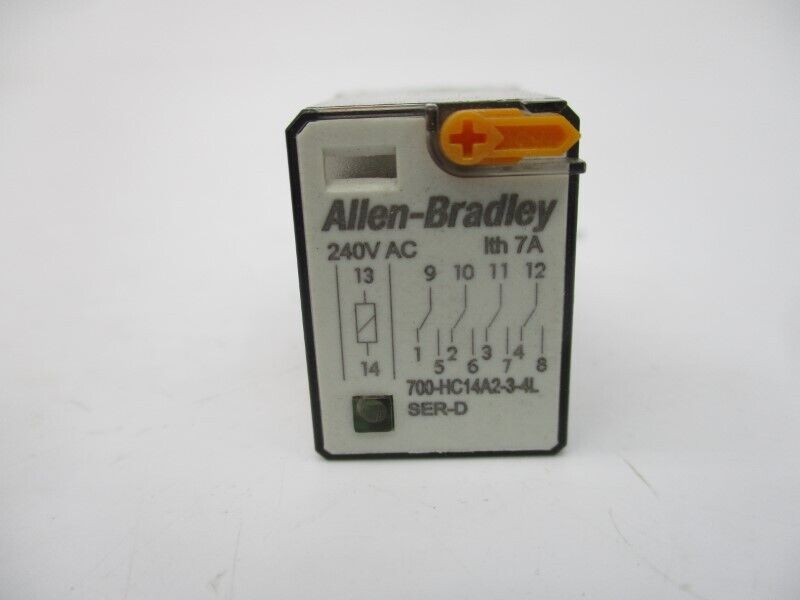 Allen-Bradley
240V AC Ith 7A
13 9 10 11 12
14 1 5 2 6 3 7 4 8
700-HC14A2-3-4L
SER-D